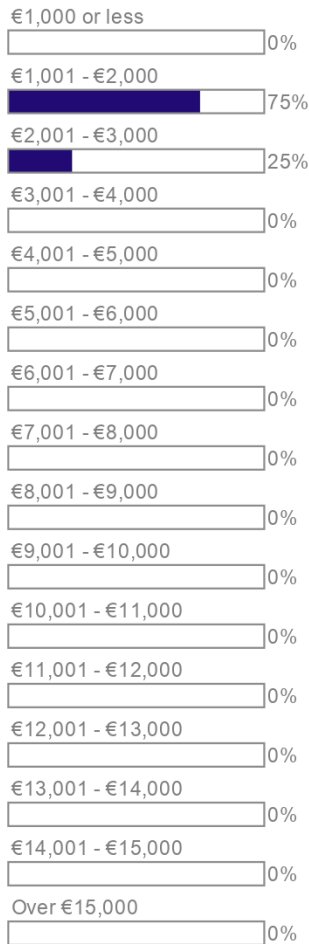 €1,000 or less
0%
€1,001 - €2,000
75%
€2,001 - €3,000
25%
€3,001 - €4,000
0%
€4,001 - €5,000
0%
€5,001 - €6,000
0%
€6,001 - €7,000
0%
€7,001 - €8,000
0%
€8,001 - €9,000
0%
€9,001 - €10,000
0%
€10,001 - €11,000
0%
€11,001 - €12,000
0%
€12,001 - €13,000
0%
€13,001 - €14,000
0%
€14,001 - €15,000
0%
Over €15,000
0%